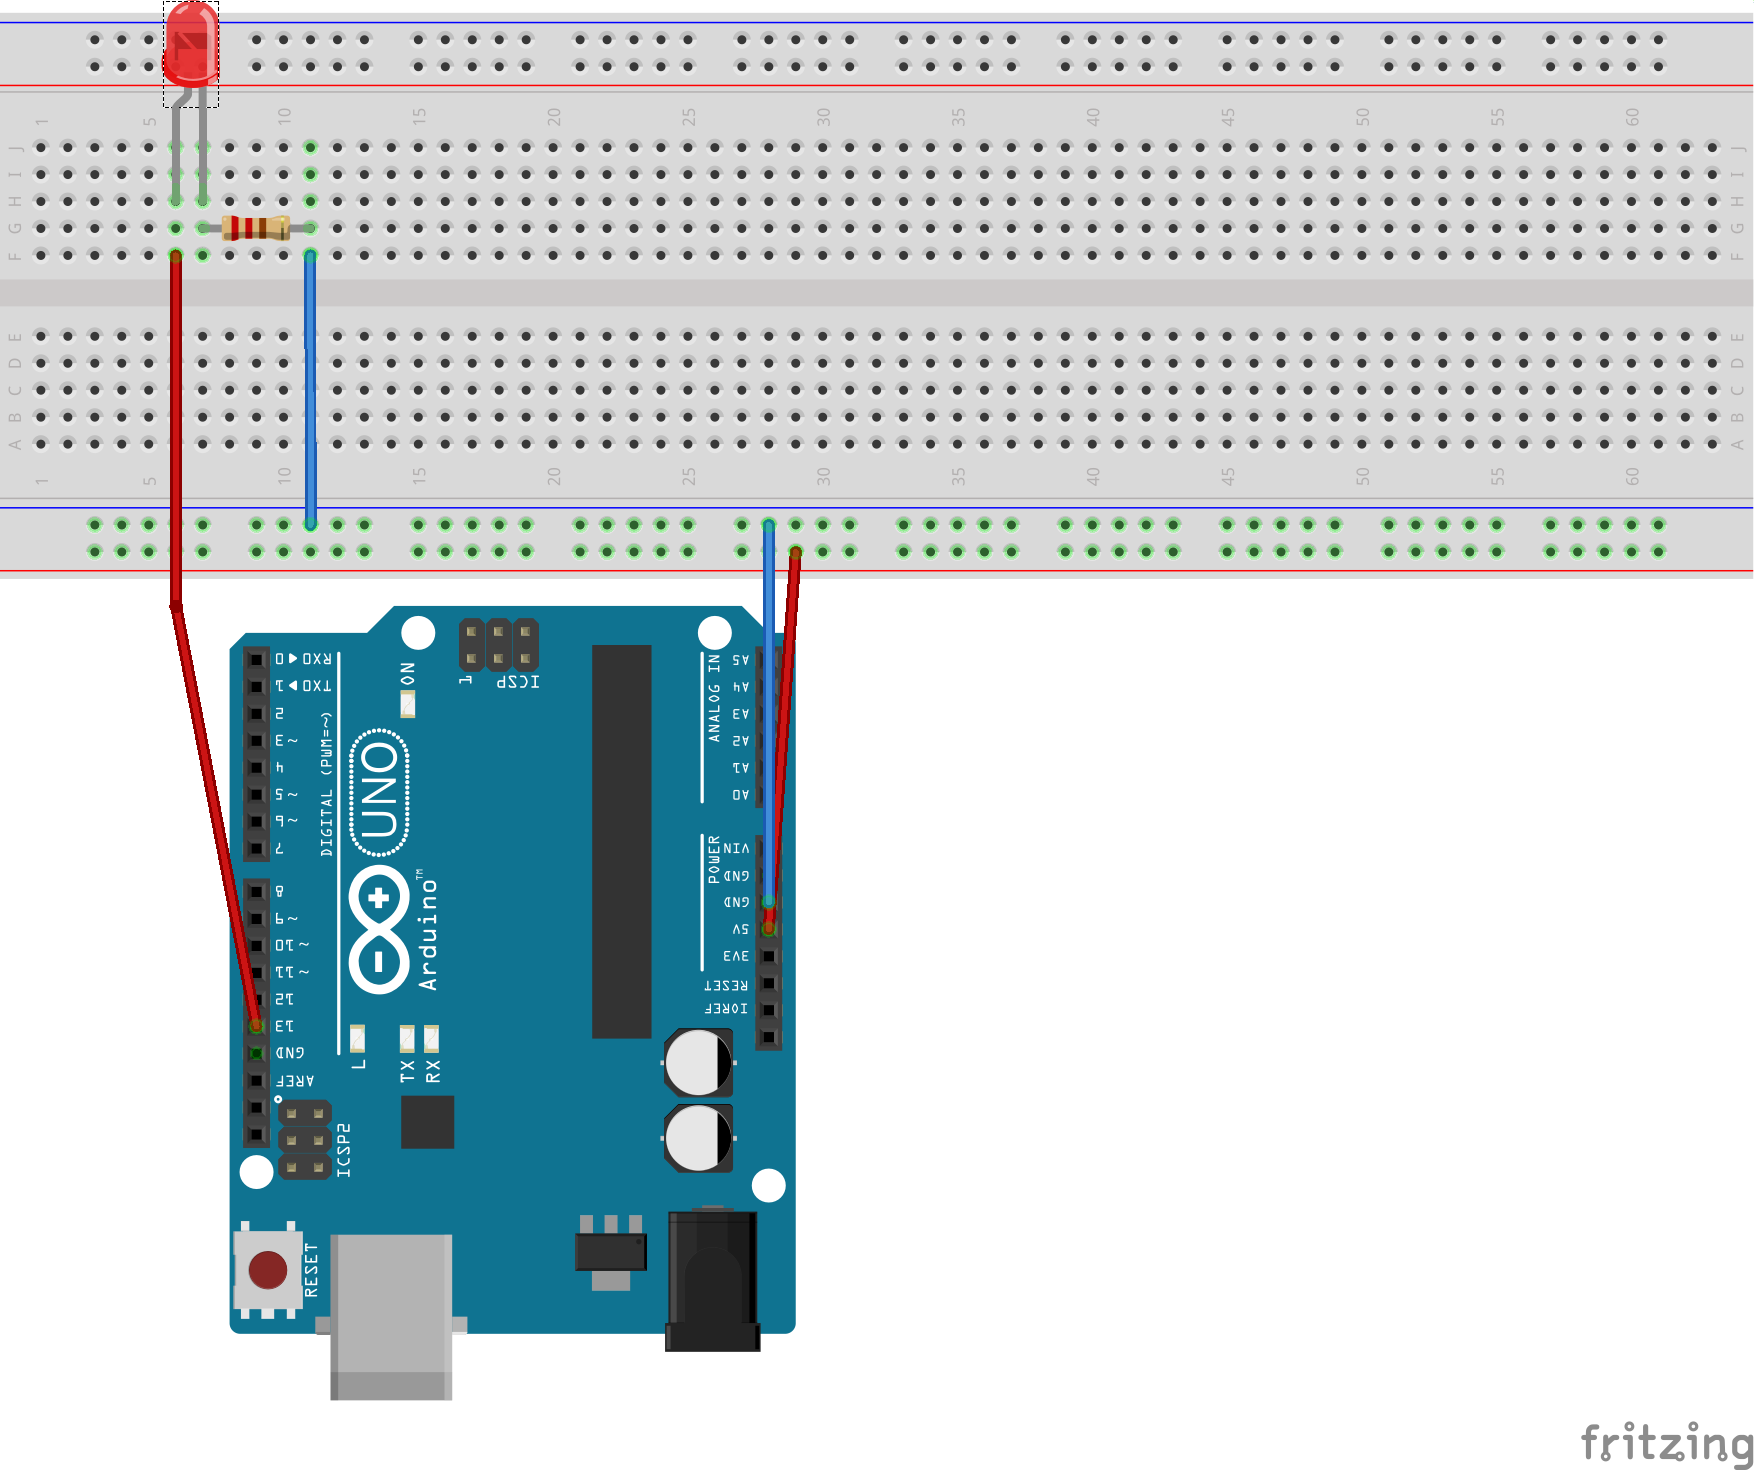 1 5 10 15 20 25 30 35 40 45 50 55 60
J J
I I
H H
G G
F F
E E
D D
C C
B B
A A
1 5 10 15 20 25 30 35 40 45 50 55 60
0 ◀ RXD
1 ▶ TXD
2
3 ~
4
5 ~
6 ~
7
8
9 ~
10 ~
11 ~
12
13
GND
AREF
DIGITAL (PWM=~)
ON
1 ICSP
UNO
Arduino™
L
TX
RX
ICSP2
RESET
ANALOG IN
A5
A4
A3
A2
A1
A0
POWER
VIN
GND
GND
5V
3V3
RESET
IOREF
fritzing